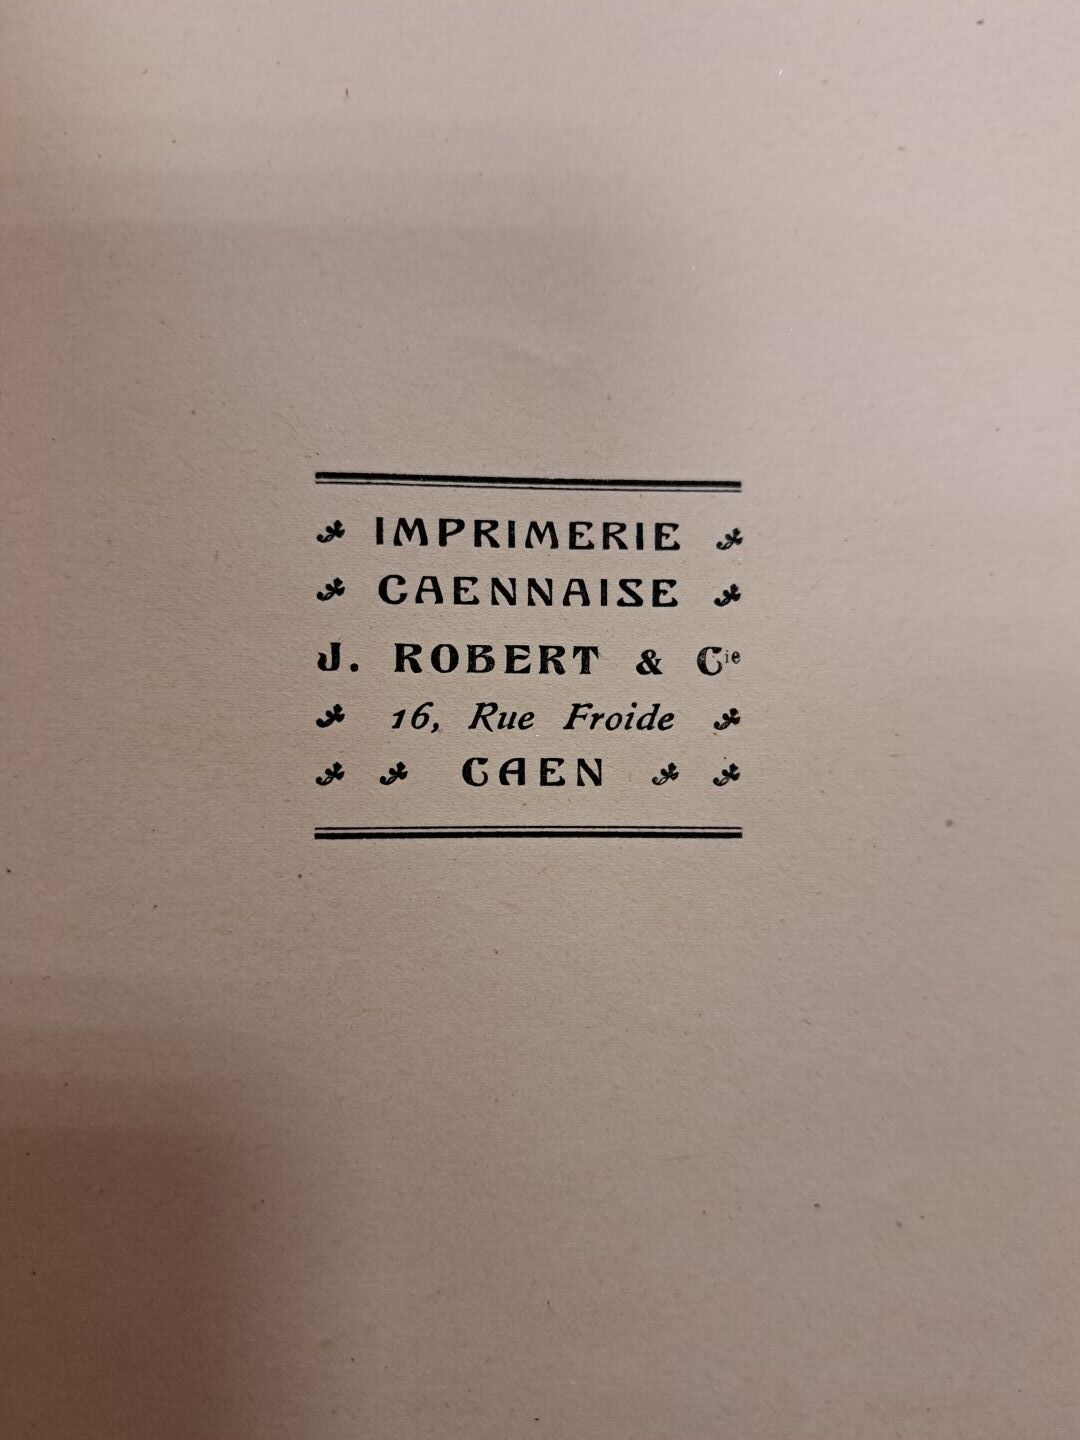 IMPRIMERIE
CAENNAISE
J. ROBERT & Cie
16, Rue Froide
CAEN